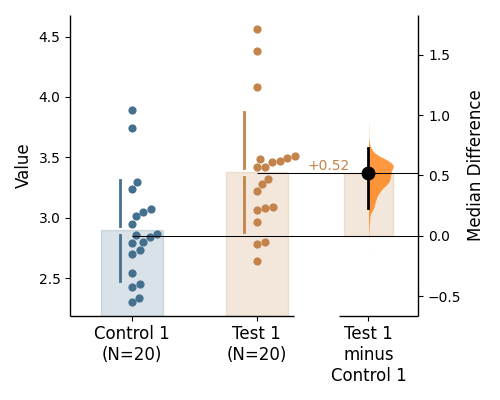 Value
4.5
4.0
3.5
3.0
2.5
+0.52
1.5
1.0
0.5
0.0
−0.5
Median Difference
Control 1
(N=20)
Test 1
(N=20)
Test 1
minus
Control 1